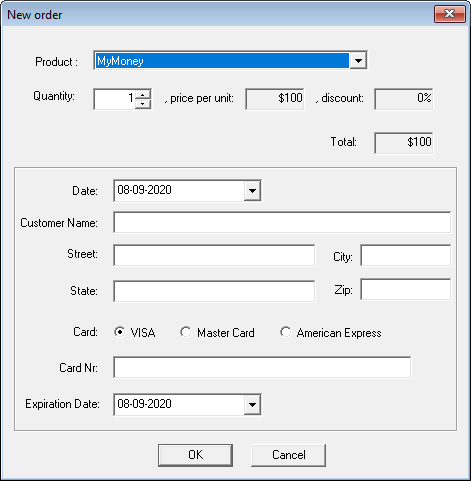 New order
Product : MyMoney
Quantity: 1 , price per unit: $100 , discount: 0%
Total: $100
Date: 08-09-2020
Customer Name:
Street: City:
State: Zip:
Card: VISA Master Card American Express
Card Nr:
Expiration Date: 08-09-2020
OK Cancel